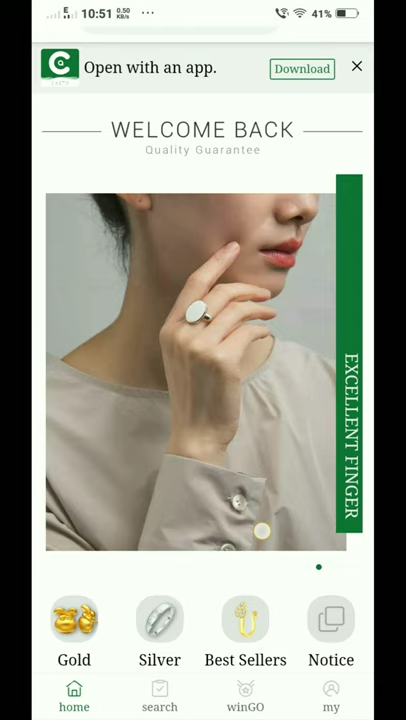 10:51
0.50
KB/s
41%
Open with an app.
Download
WELCOME BACK
Quality Guarantee
EXCELLENT FINGER
Gold
Silver
Best Sellers
Notice
home
search
winGO
my